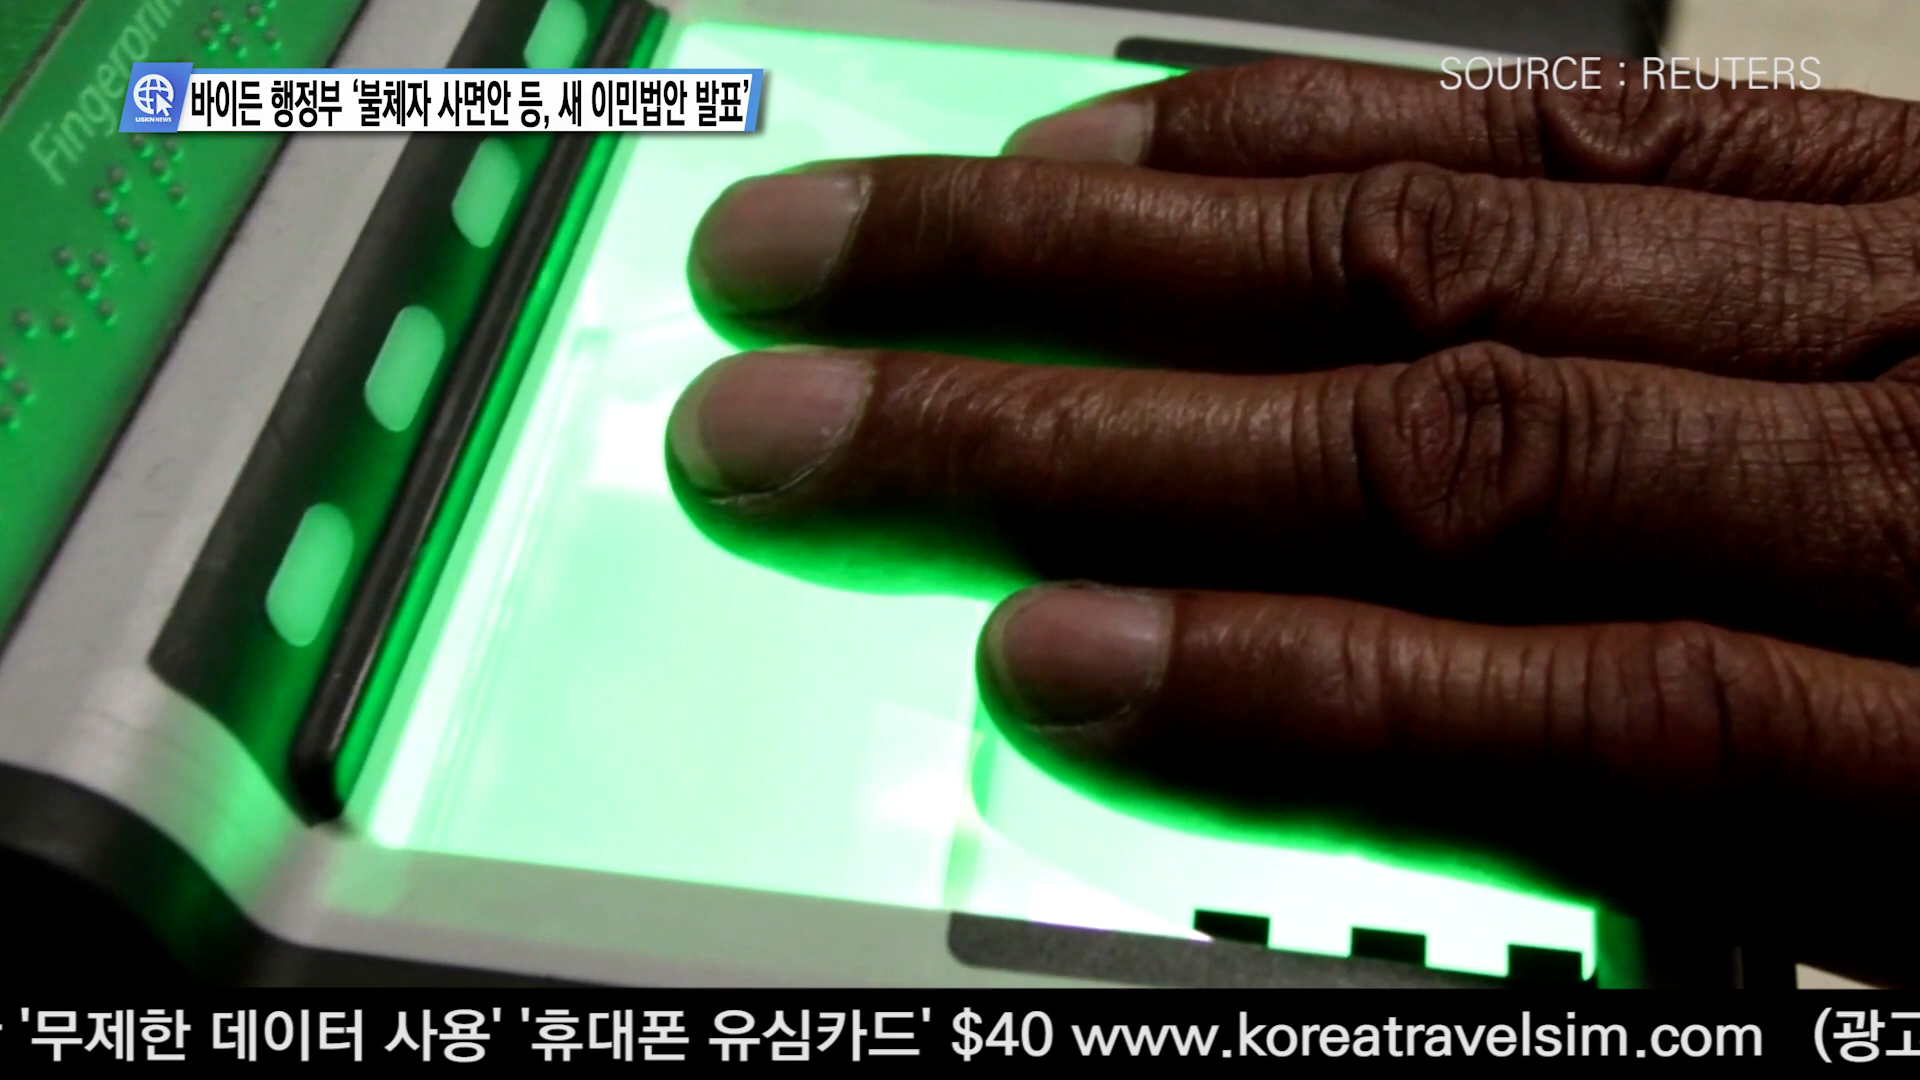 Fingerprin
USKN NEWS
바이든 행정부 ‘불체자 사면안 등, 새 이민법안 발표’
SOURCE : REUTERS
'무제한 데이터 사용' '휴대폰 유심카드' $40 www.koreatravelsim.com (광고